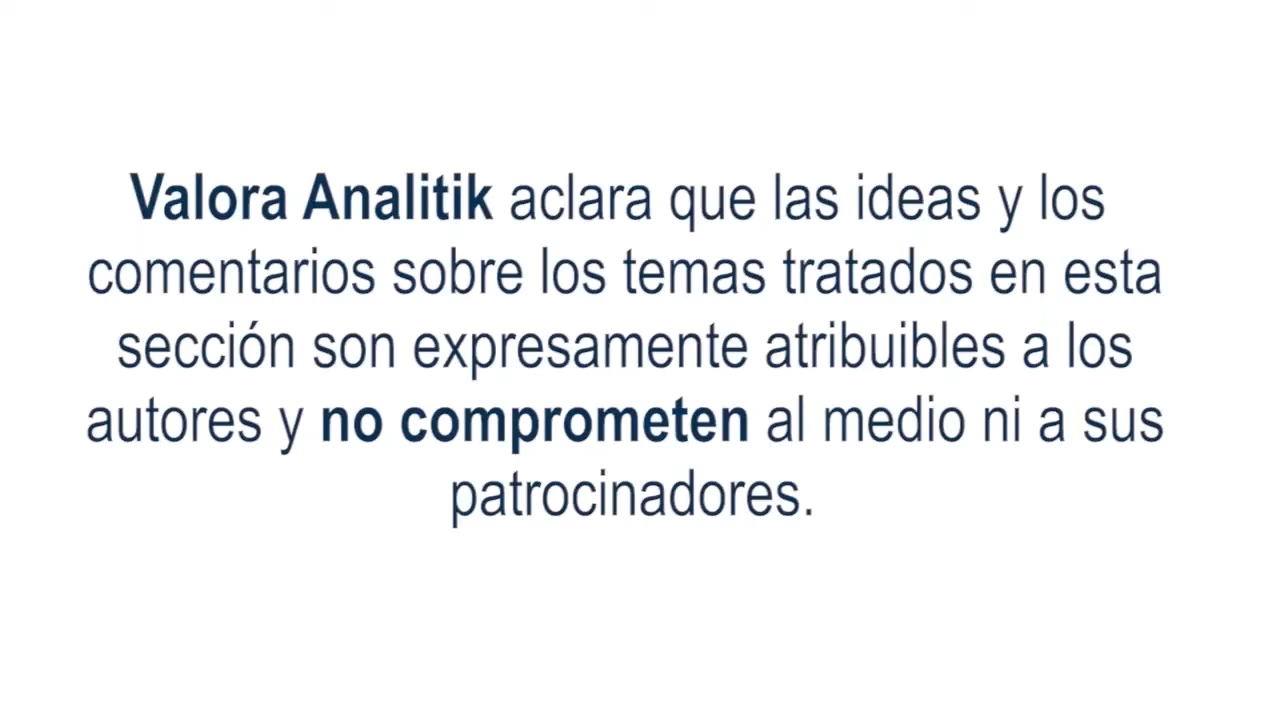 Valora Analitik aclara que las ideas y los
comentarios sobre los temas tratados en esta
sección son expresamente atribuibles a los
autores y no comprometen al medio ni a sus
patrocinadores.